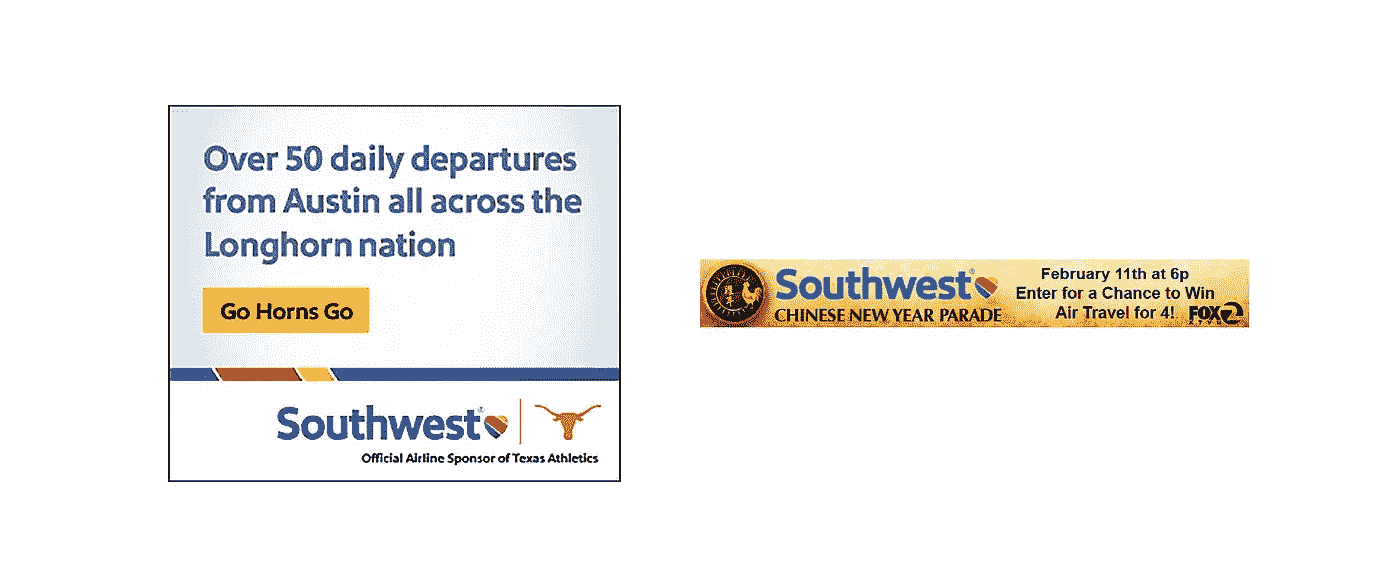 Over 50 daily departures
from Austin all across the
Longhorn nation
Go Horns Go
Southwest®
Official Airline Sponsor of Texas Athletics
Southwest®
CHINESE NEW YEAR PARADE
February 11th at 6p
Enter for a Chance to Win
Air Travel for 4!
FOX 2